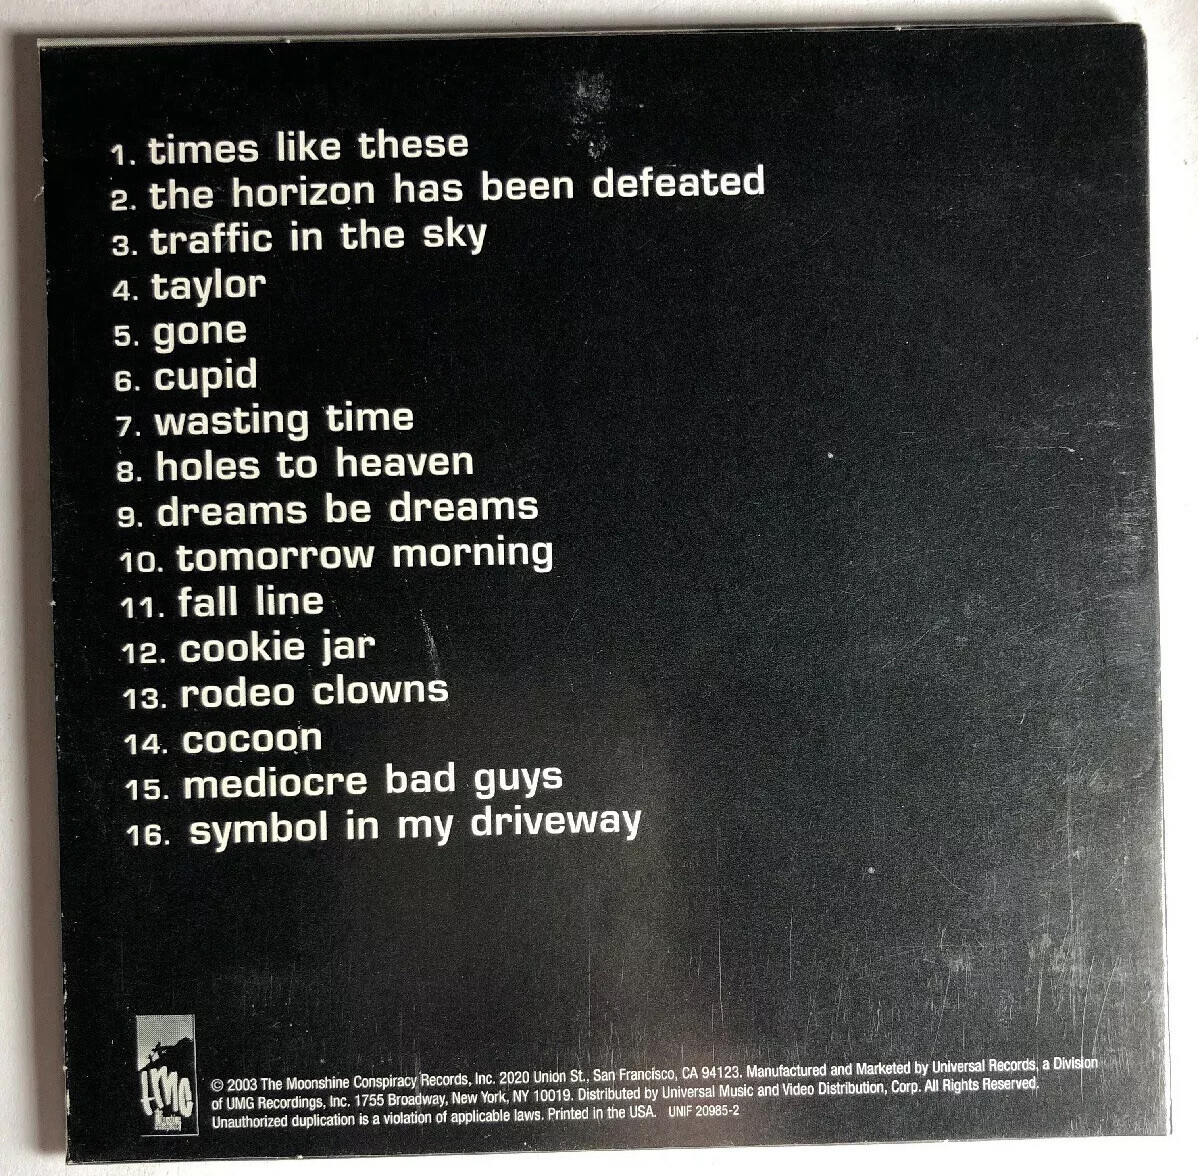 1. times like these
2. the horizon has been defeated
3. traffic in the sky
4. taylor
5. gone
6. cupid
7. wasting time
8. holes to heaven
9. dreams be dreams
10. tomorrow morning
11. fall line
12. cookie jar
13. rodeo clowns
14. cocoon
15. mediocre bad guys
16. symbol in my driveway
tmc
© 2003 The Moonshine Conspiracy Records, Inc. 2020 Union St., San Francisco, CA 94123. Manufactured and Marketed by Universal Records, a Division
of UMG Recordings, Inc. 1755 Broadway, New York, NY 10019. Distributed by Universal Music and Video Distribution, Corp. All Rights Reserved.
Unauthorized duplication is a violation of applicable laws. Printed in the USA. UNIF 20985-2